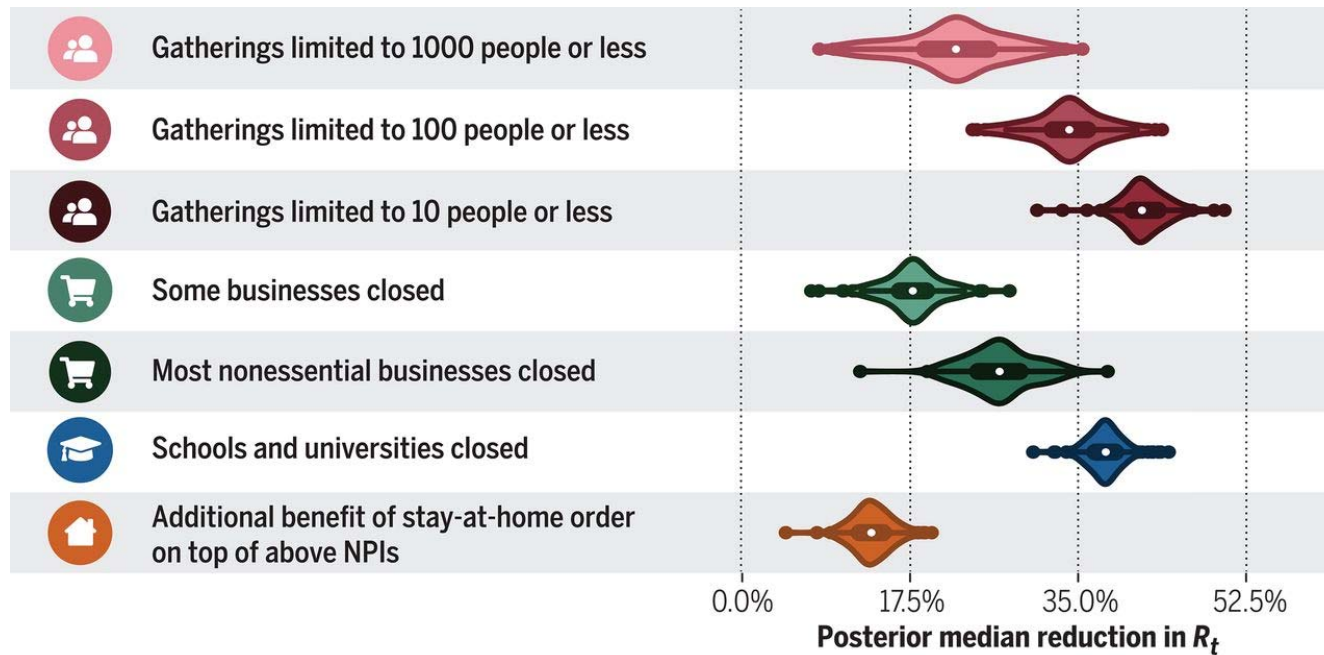 Gatherings limited to 1000 people or less
Gatherings limited to 100 people or less
Gatherings limited to 10 people or less
Some businesses closed
Most nonessential businesses closed
Schools and universities closed
Additional benefit of stay-at-home order
on top of above NPIs
0.0% 17.5% 35.0% 52.5%
Posterior median reduction in Rt